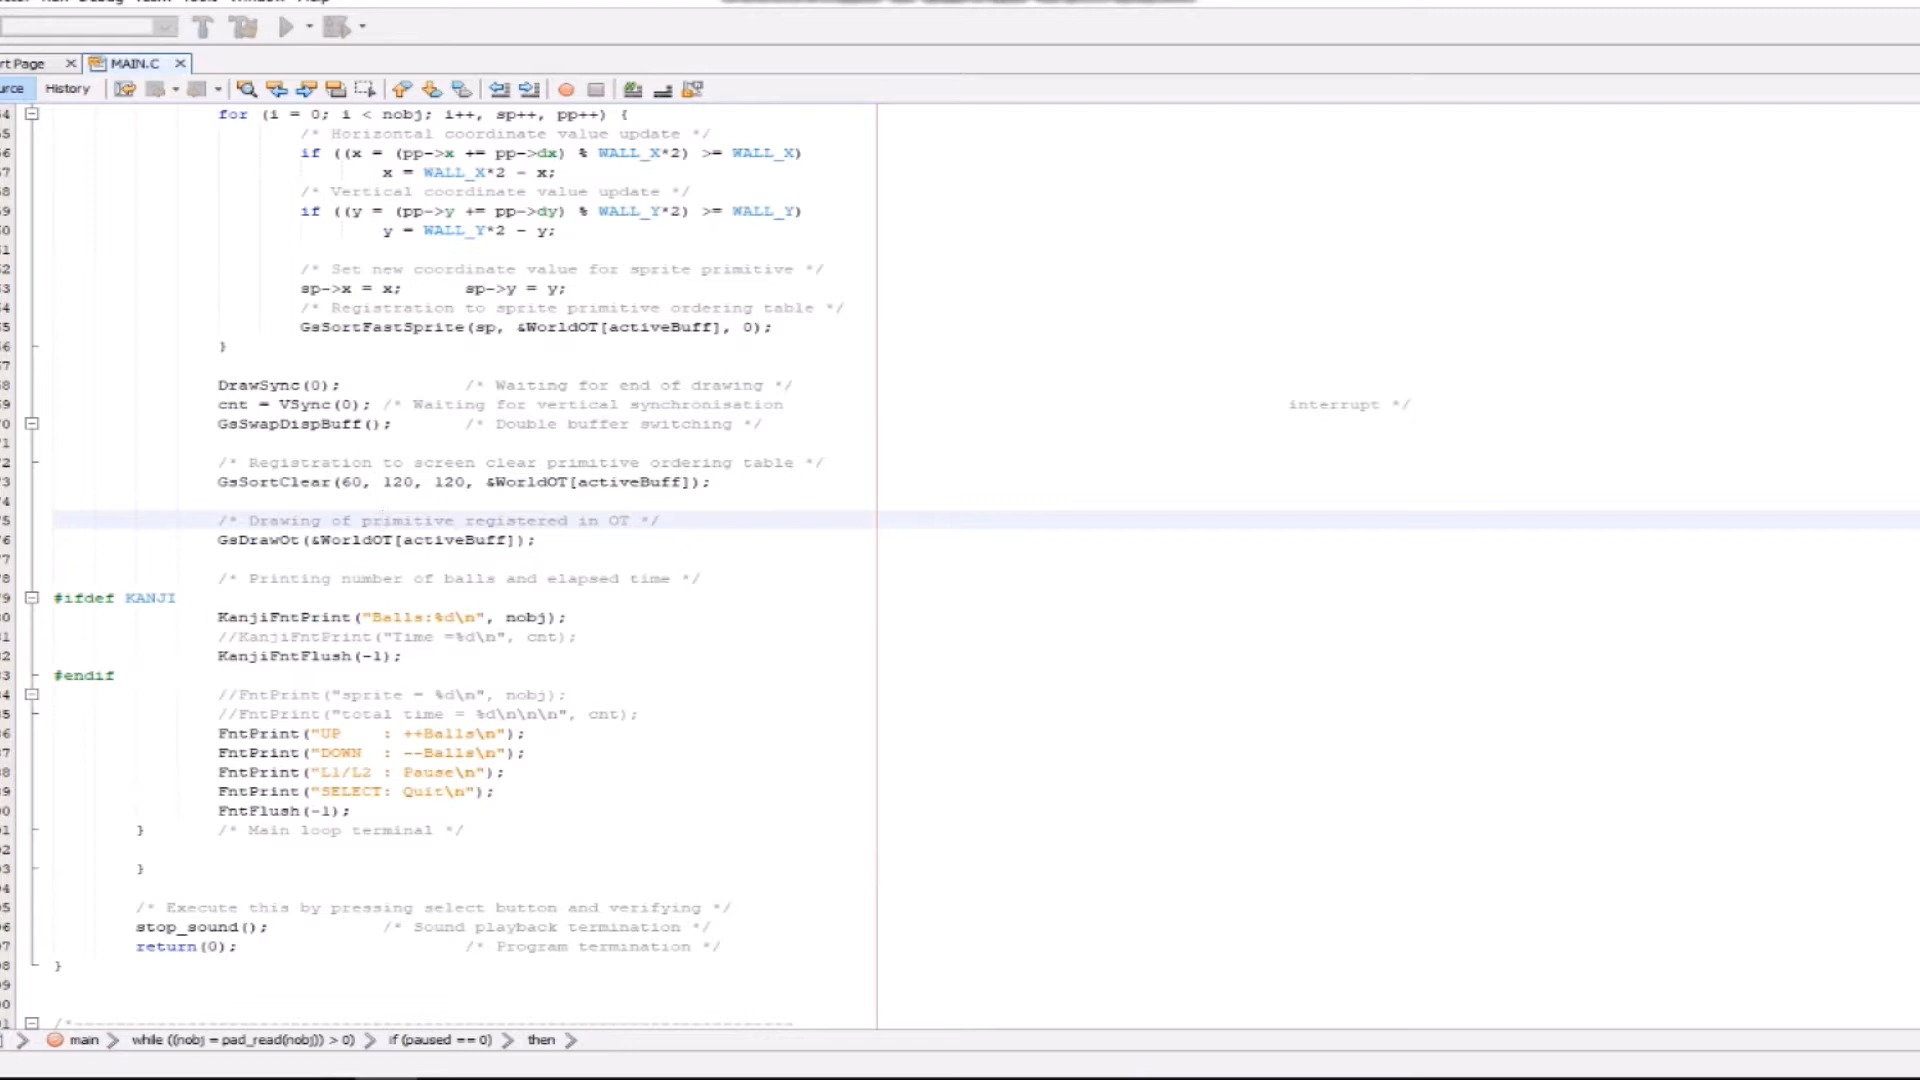 rt Page
MAIN.C
urce History
for (i = 0; i < nobj; i++, sp++, pp++) {
/* Horizontal coordinate value update */
if ((x = (pp->x += pp->dx) % WALL_X*2) >= WALL_X)
x = WALL_X*2 - x;
/* Vertical coordinate value update */
if ((y = (pp->y += pp->dy) % WALL_Y*2) >= WALL_Y)
y = WALL_Y*2 - y;
/* Set new coordinate value for sprite primitive */
sp->x = x; sp->y = y;
/* Registration to sprite primitive ordering table */
GsSortFastSprite(sp, &WorldOT[activeBuff], 0);
}
DrawSync(0); /* Waiting for end of drawing */
cnt = VSync(0); /* Waiting for vertical synchronisation interrupt */
GsSwapDispBuff(); /* Double buffer switching */
/* Registration to screen clear primitive ordering table */
GsSortClear(60, 120, 120, &WorldOT[activeBuff]);
/* Drawing of primitive registered in OT */
GsDrawOt(&WorldOT[activeBuff]);
/* Printing number of balls and elapsed time */
#ifdef KANJI
KanjiFntPrint("Balls:%d\n", nobj);
//KanjiFntPrint("Time =%d\n", cnt);
KanjiFntFlush(-1);
#endif
//FntPrint("sprite = %d\n", nobj);
//FntPrint("total time = %d\n\n\n", cnt);
FntPrint("UP    : ++Balls\n");
FntPrint("DOWN  : --Balls\n");
FntPrint("L1/L2 : Pause\n");
FntPrint("SELECT: Quit\n");
FntFlush(-1);
} /* Main loop terminal */
}
/* Execute this by pressing select button and verifying */
stop_sound(); /* Sound playback termination */
return(0); /* Program termination */
}
/*----------------------------------------------------------------------
main while ((nobj = pad_read(nobj)) > 0) if (paused == 0) then